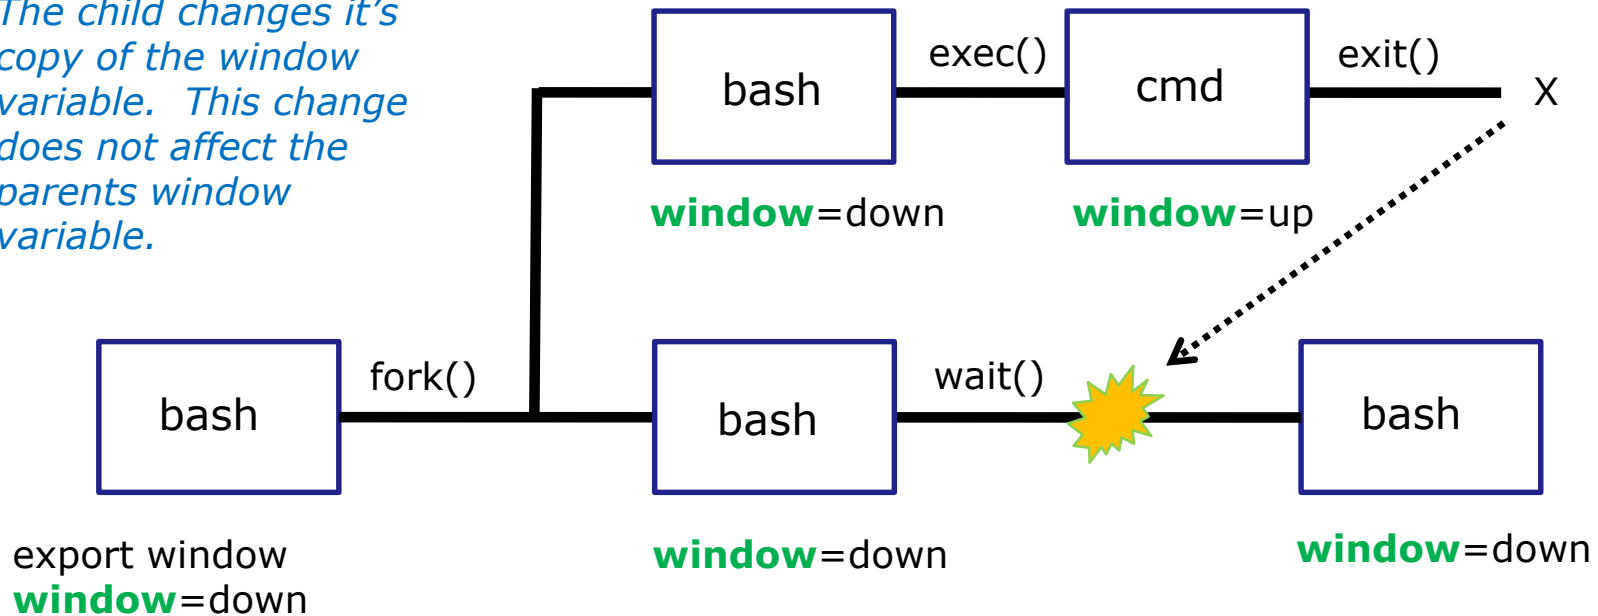 The child changes it's
copy of the window
variable. This change
does not affect the
parents window
variable.
bash
exec()
cmd
exit()
X
window=down
window=up
bash
fork()
bash
wait()
bash
export window
window=down
window=down
window=down